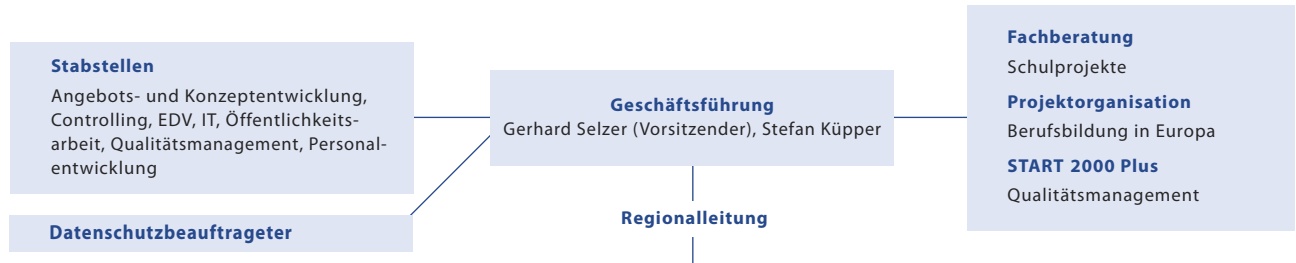 Stabstellen
Angebots- und Konzeptentwicklung,
Controlling, EDV, IT, Öffentlichkeits-
arbeit, Qualitätsmanagement, Personal-
entwicklung
Datenschutzbeauftrageter
Geschäftsführung
Gerhard Selzer (Vorsitzender), Stefan Küpper
Regionalleitung
Fachberatung
Schulprojekte
Projektorganisation
Berufsbildung in Europa
START 2000 Plus
Qualitätsmanagement